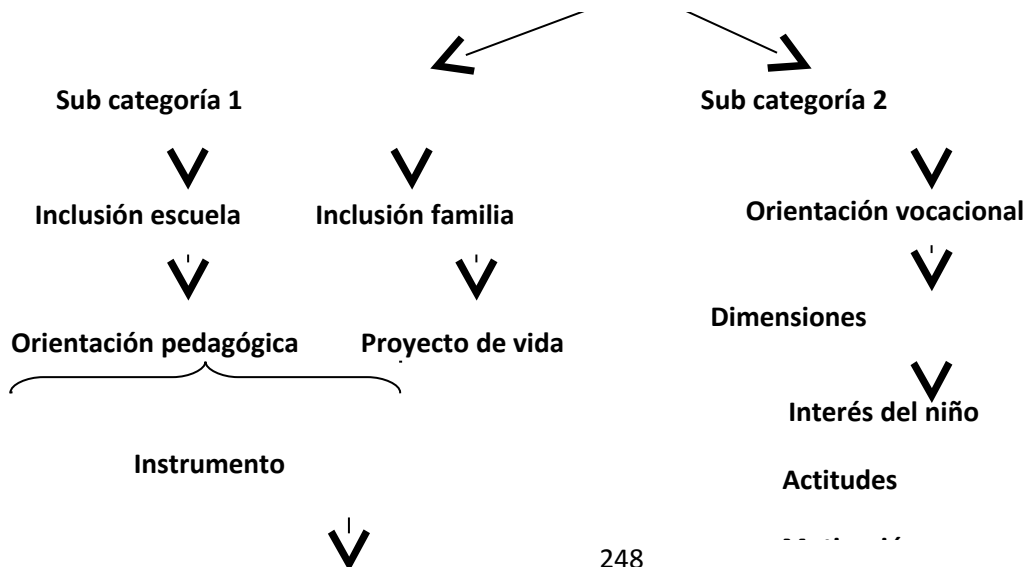 Sub categoría 1
Sub categoría 2
Inclusión escuela
Inclusión familia
Orientación vocacional
Dimensiones
Orientación pedagógica
Proyecto de vida
Interés del niño
Instrumento
Actitudes
248